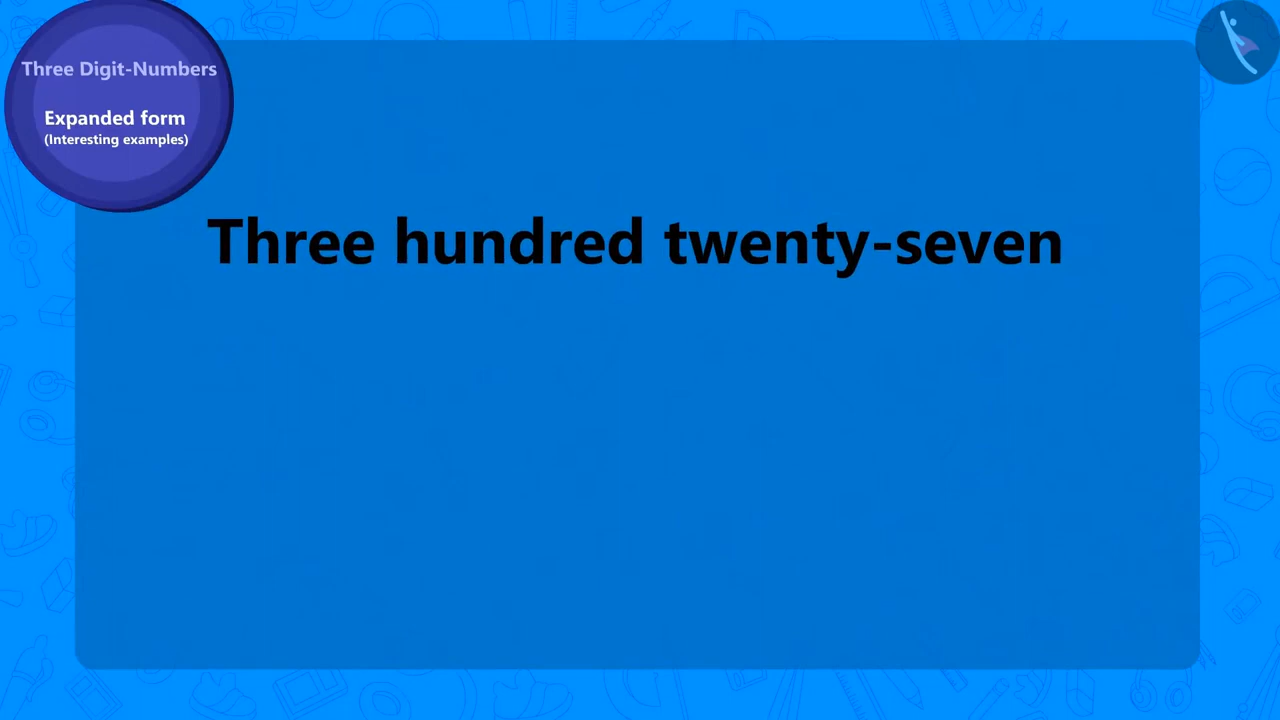 Three Digit-Numbers
Expanded form
(Interesting examples)
Three hundred twenty-seven